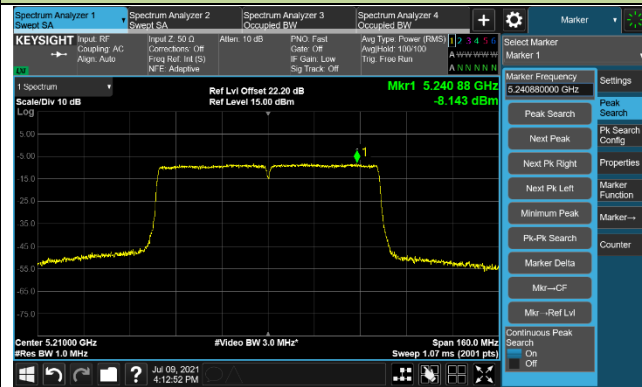 Spectrum Analyzer 1
Swept SA
Spectrum Analyzer 2
Swept SA
Spectrum Analyzer 3
Occupied BW
Spectrum Analyzer 4
Occupied BW
+
Marker
KEYSIGHT
Input: RF
Coupling: AC
Align: Auto
Input Z: 50 Ω
Corrections: Off
Freq Ref: Int (S)
NFE: Adaptive
Atten: 10 dB
PNO: Fast
Gate: Off
IF Gain: Low
Sig Track: Off
Avg Type: Power (RMS)
Avg|Hold: 100/100
Trig: Free Run
1 2 3 4 5 6
A W W W W W
A N N N N N
LXI
Select Marker
Marker 1
1 Spectrum
Scale/Div 10 dB
Log
Ref Lvl Offset 22.20 dB
Ref Level 15.00 dBm
Mkr1 5.240 88 GHz
-8.143 dBm
5.00
-5.00
-15.0
-25.0
-35.0
-45.0
-55.0
-65.0
-75.0
1
Center 5.21000 GHz
#Res BW 1.0 MHz
#Video BW 3.0 MHz*
Span 160.0 MHz
Sweep 1.07 ms (2001 pts)
Marker Frequency
5.240880000 GHz
Peak Search
Next Peak
Next Pk Right
Next Pk Left
Minimum Peak
Pk-Pk Search
Marker Delta
Mkr→CF
Mkr→Ref Lvl
Continuous Peak
Search
On
Off
Settings
Peak
Search
Pk Search
Config
Properties
Marker
Function
Marker→
Counter
?
Jul 09, 2021
4:12:52 PM